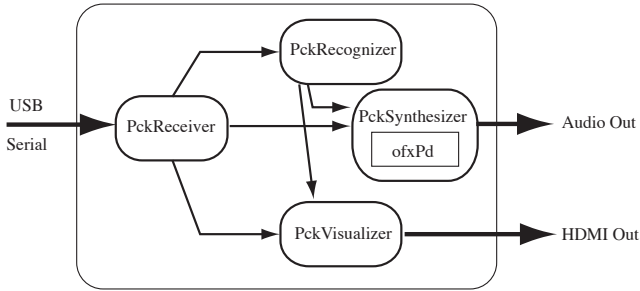 PckRecognizer
USB
Serial
PckReceiver
PckSynthesizer
ofxPd
Audio Out
PckVisualizer
HDMI Out